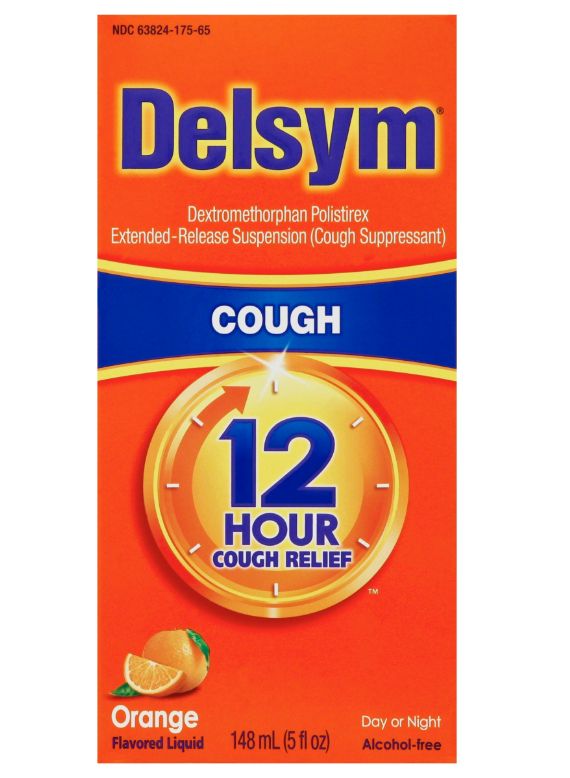 NDC 63824-175-65
Delsym®
Dextromethorphan Polistirex
Extended-Release Suspension (Cough Suppressant)
COUGH
12
HOUR
COUGH RELIEF
TM
Orange
Flavored Liquid
148 mL (5 fl oz)
Day or Night
Alcohol-free